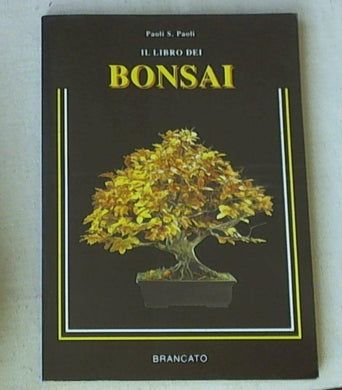 Paoli S. Paoli
IL LIBRO DEI
BONSAI
BRANCATO